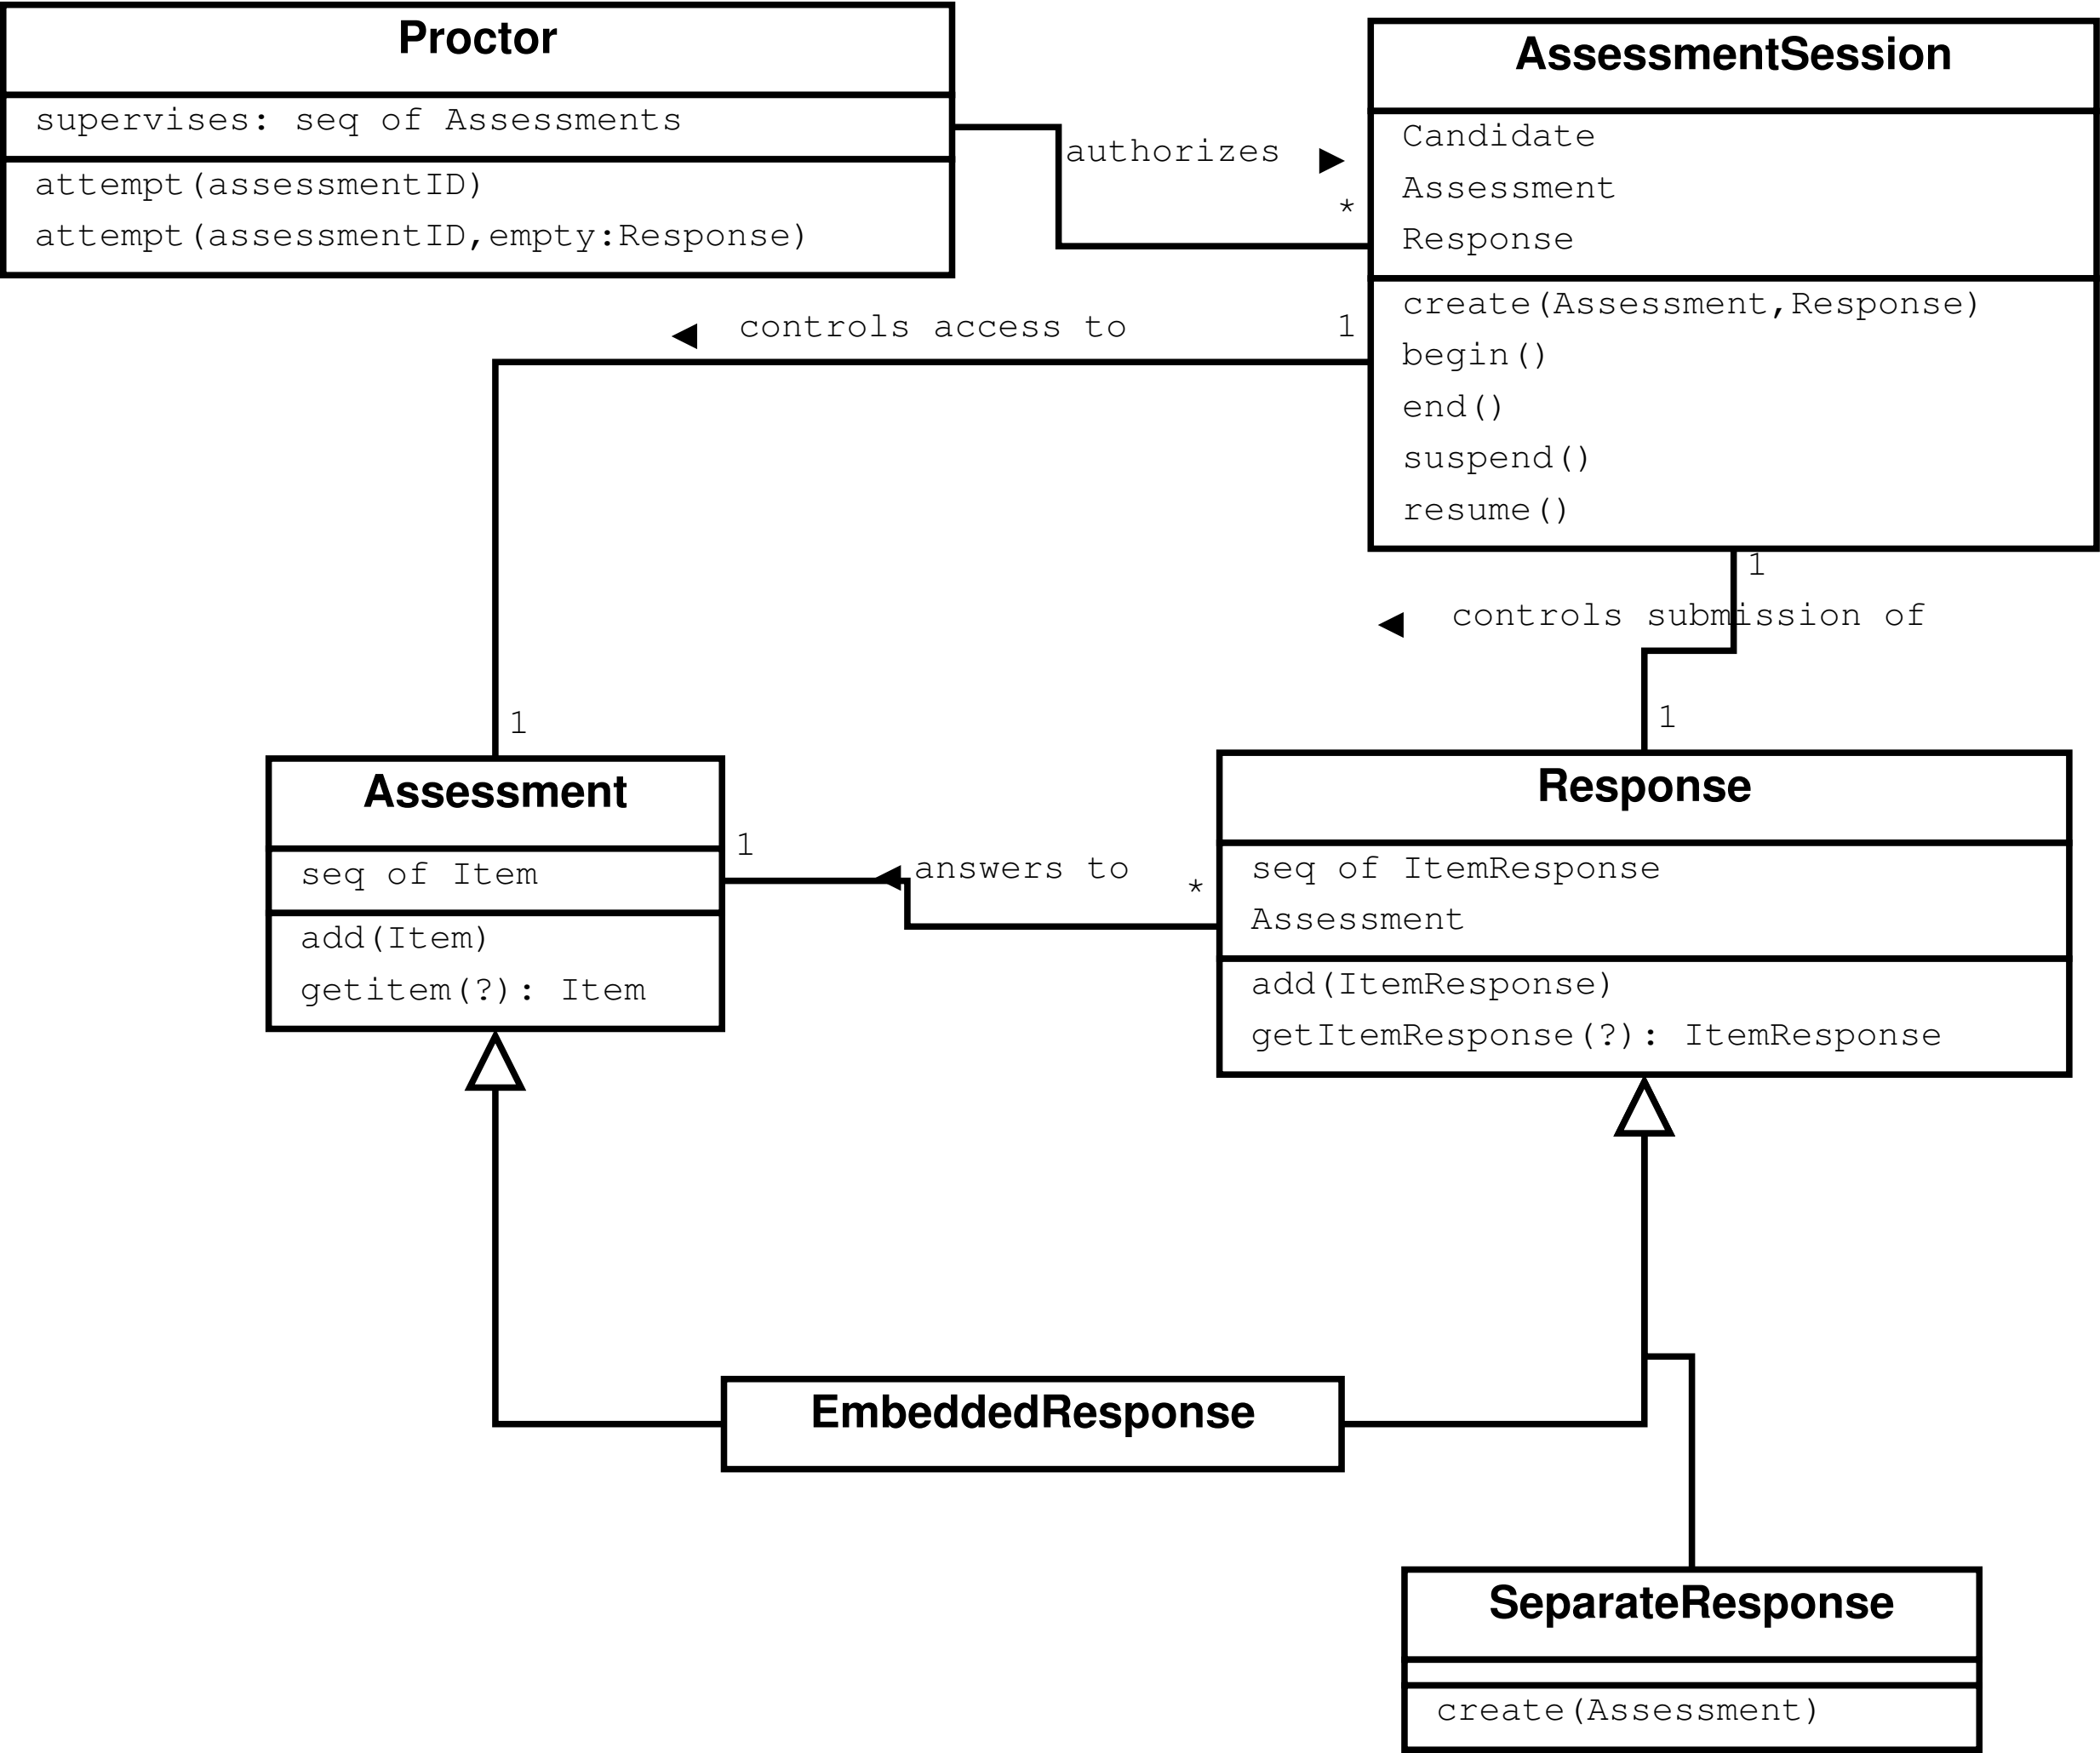 Proctor
supervises: seq of Assessments
attempt(assessmentID)
attempt(assessmentID,empty:Response)
authorizes
*
AssessmentSession
Candidate
Assessment
Response
create(Assessment,Response)
begin()
end()
suspend()
resume()
controls access to
1
1
1
controls submission of
1
Assessment
seq of Item
add(Item)
getitem(?): Item
1
answers to
*
Response
seq of ItemResponse
Assessment
add(ItemResponse)
getItemResponse(?): ItemResponse
EmbeddedResponse
SeparateResponse
create(Assessment)